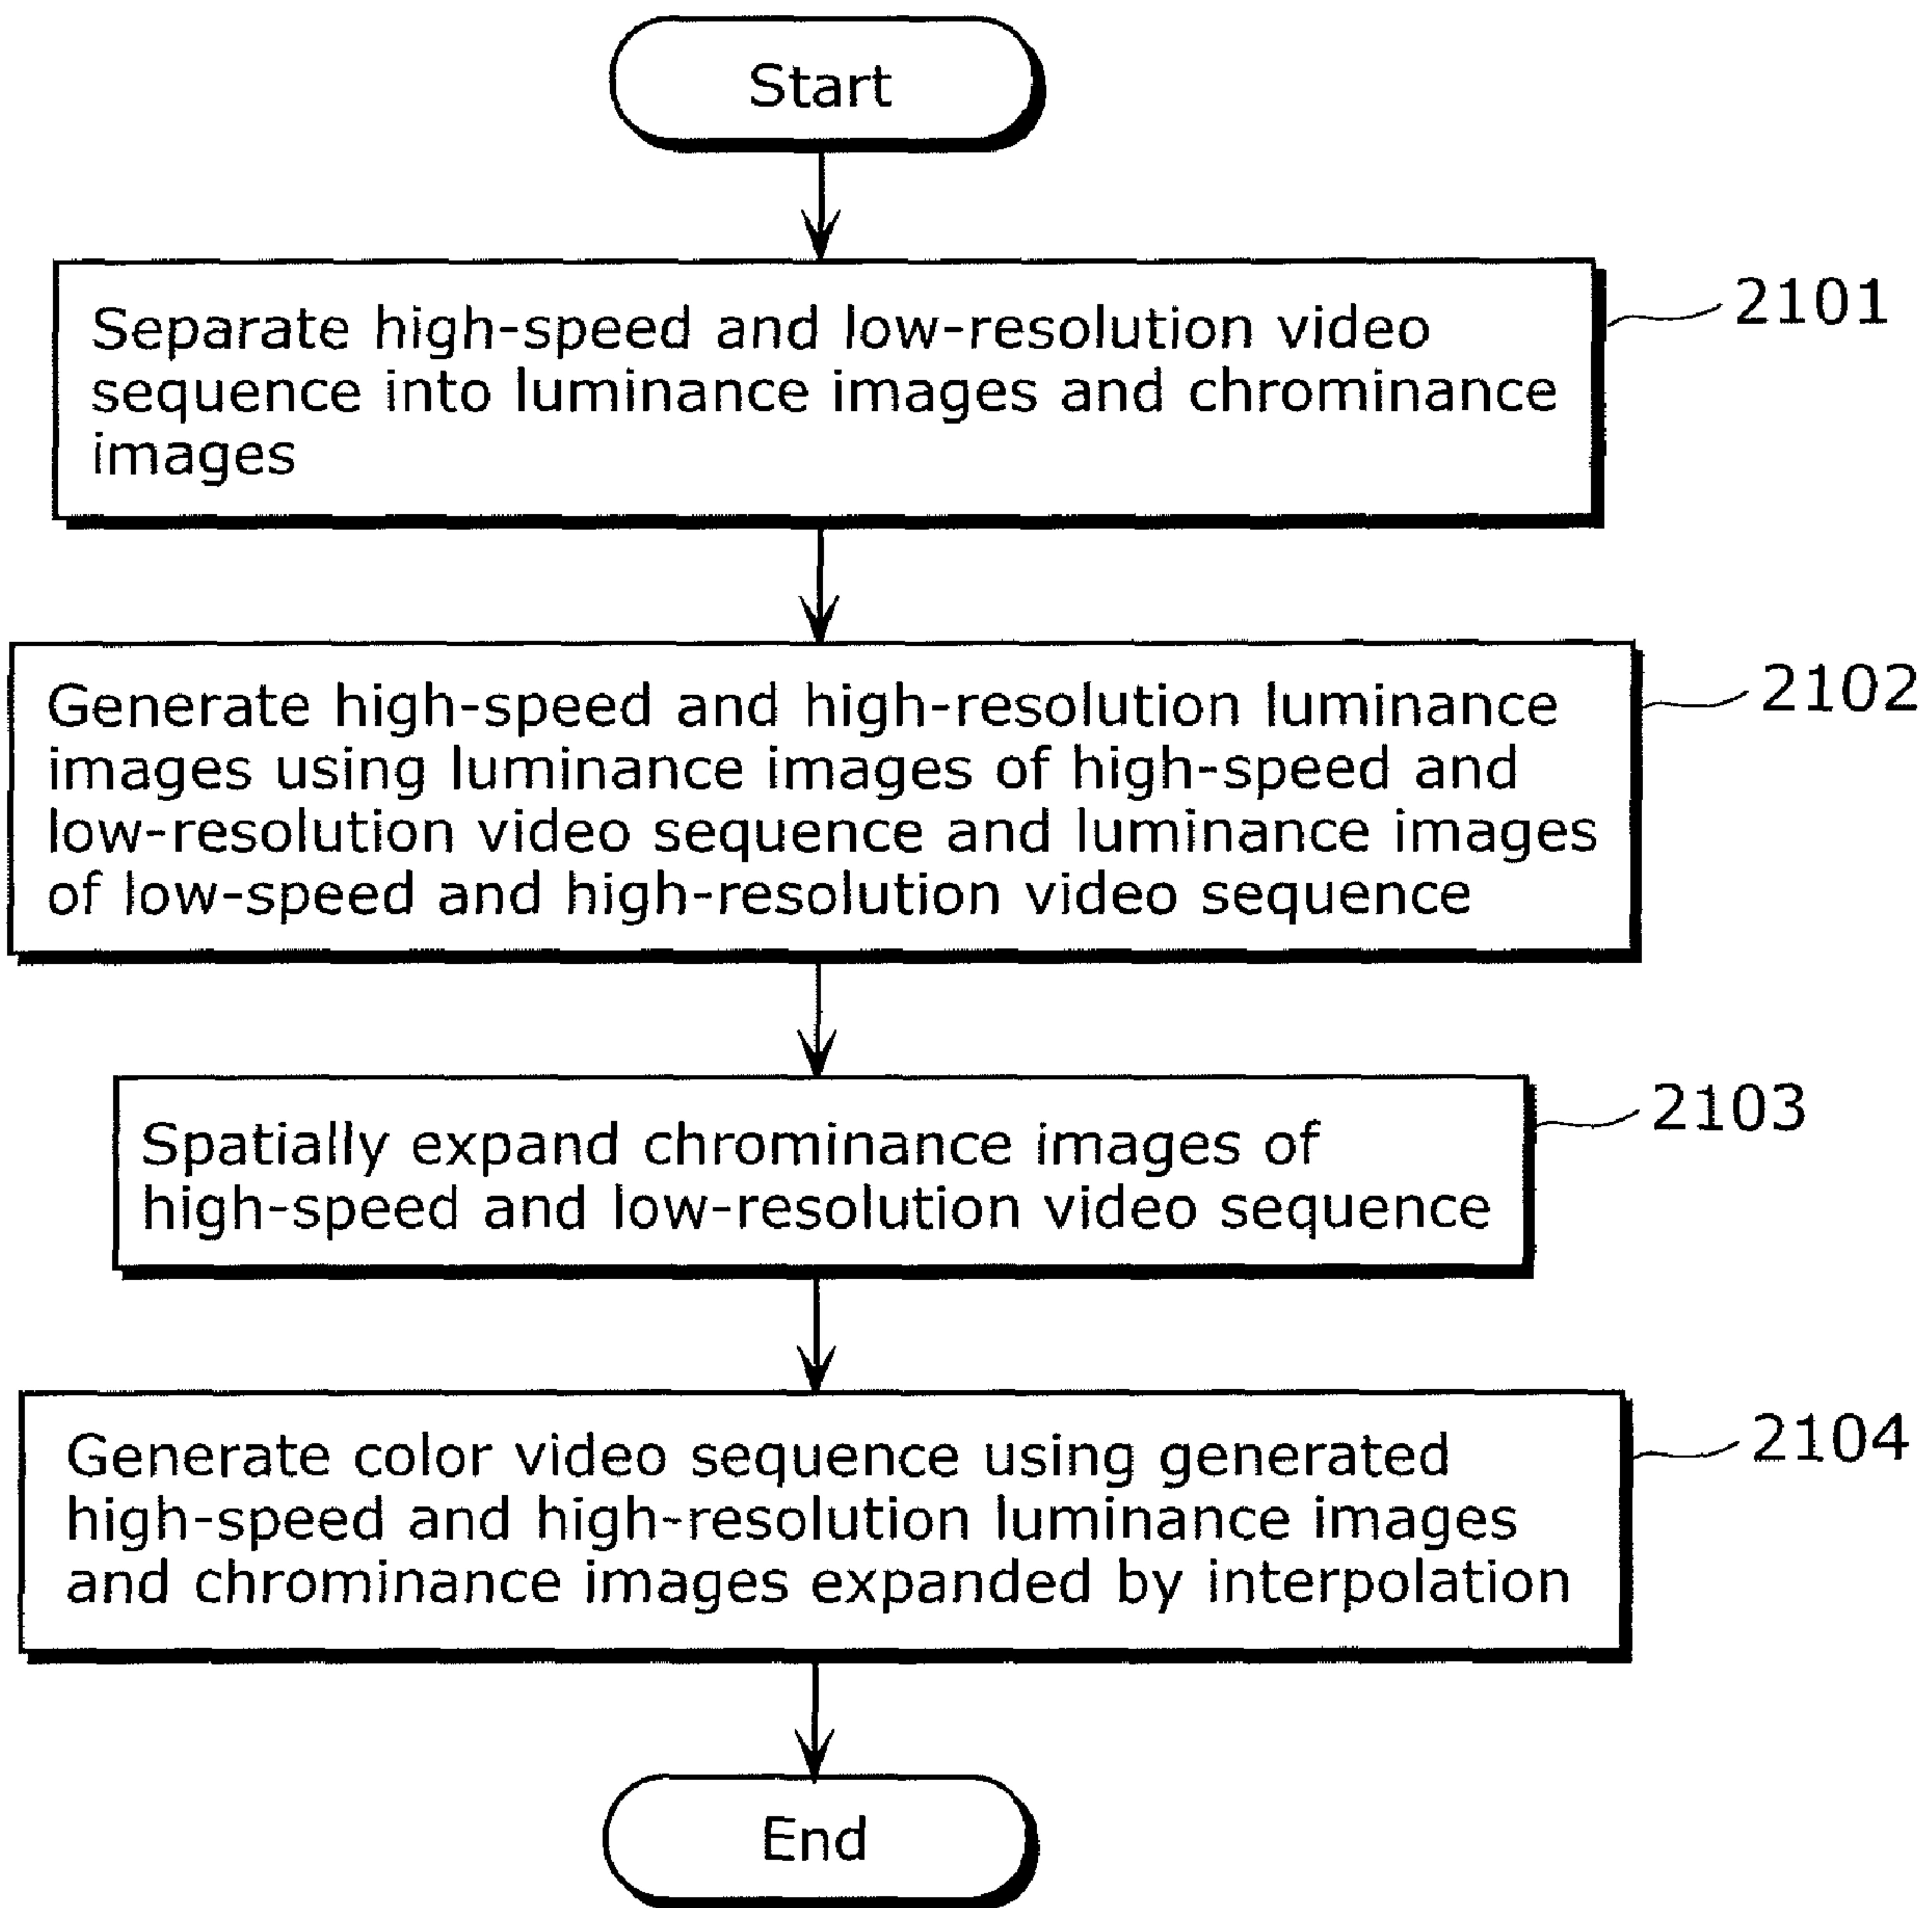 Start
Separate high-speed and low-resolution video
sequence into luminance images and chrominance
images
2101
Generate high-speed and high-resolution luminance
images using luminance images of high-speed and
low-resolution video sequence and luminance images
of low-speed and high-resolution video sequence
2102
Spatially expand chrominance images of
high-speed and low-resolution video sequence
2103
Generate color video sequence using generated
high-speed and high-resolution luminance images
and chrominance images expanded by interpolation
2104
End